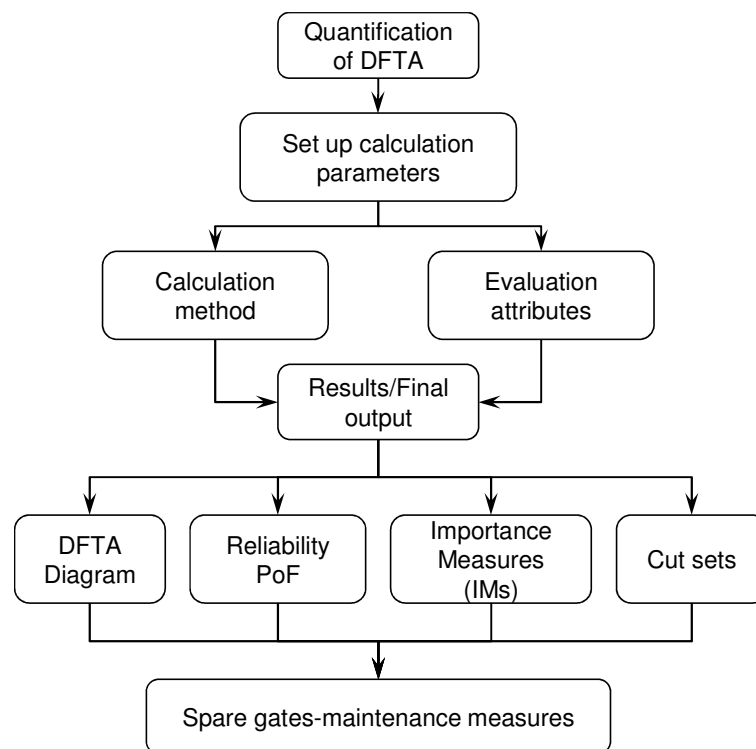 Quantification
of DFTA
Set up calculation
parameters
Calculation
method
Evaluation
attributes
Results/Final
output
DFTA
Diagram
Reliability
PoF
Importance
Measures
(IMs)
Cut sets
Spare gates-maintenance measures